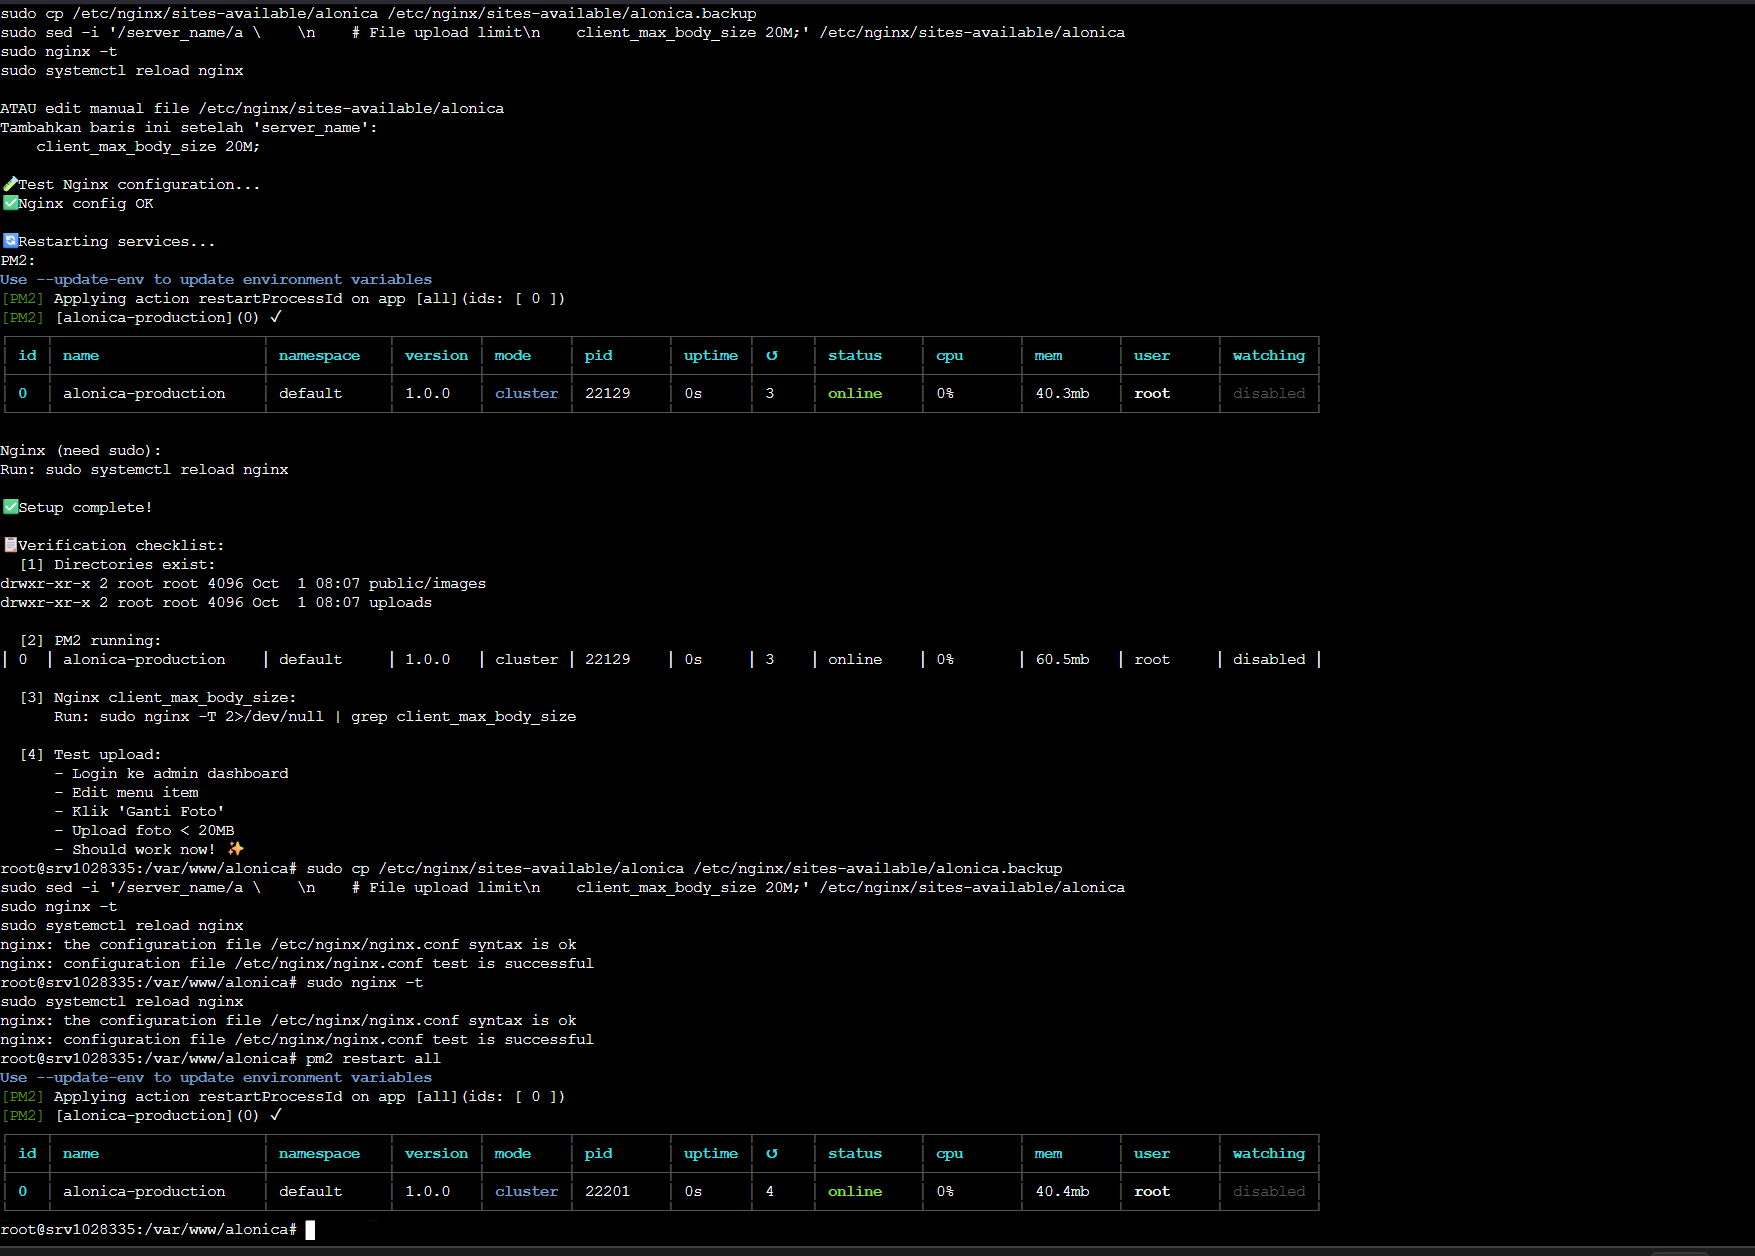 sudo cp /etc/nginx/sites-available/alonica /etc/nginx/sites-available/alonica.backup
sudo sed -i '/server_name/a \    \n    # File upload limit\n    client_max_body_size 20M;' /etc/nginx/sites-available/alonica
sudo nginx -t
sudo systemctl reload nginx
ATAU edit manual file /etc/nginx/sites-available/alonica
Tambahkan baris ini setelah 'server_name':
    client_max_body_size 20M;
Test Nginx configuration...
✅Nginx config OK
🔄Restarting services...
PM2:
Use --update-env to update environment variables
[PM2] Applying action restartProcessId on app [all](ids: [ 0 ])
[PM2] [alonica-production](0) ✓
│ id │ name │ namespace │ version │ mode │ pid │ uptime │ ↺ │ status │ cpu │ mem │ user │ watching │
│ 0 │ alonica-production │ default │ 1.0.0 │ cluster │ 22129 │ 0s │ 3 │ online │ 0% │ 40.3mb │ root │ disabled │
Nginx (need sudo):
Run: sudo systemctl reload nginx
✅Setup complete!
📋Verification checklist:
  [1] Directories exist:
drwxr-xr-x 2 root root 4096 Oct  1 08:07 public/images
drwxr-xr-x 2 root root 4096 Oct  1 08:07 uploads
  [2] PM2 running:
│ 0 │ alonica-production │ default │ 1.0.0 │ cluster │ 22129 │ 0s │ 3 │ online │ 0% │ 60.5mb │ root │ disabled │
  [3] Nginx client_max_body_size:
      Run: sudo nginx -T 2>/dev/null | grep client_max_body_size
  [4] Test upload:
      - Login ke admin dashboard
      - Edit menu item
      - Klik 'Ganti Foto'
      - Upload foto < 20MB
      - Should work now! ✨
root@srv1028335:/var/www/alonica# sudo cp /etc/nginx/sites-available/alonica /etc/nginx/sites-available/alonica.backup
sudo sed -i '/server_name/a \    \n    # File upload limit\n    client_max_body_size 20M;' /etc/nginx/sites-available/alonica
sudo nginx -t
sudo systemctl reload nginx
nginx: the configuration file /etc/nginx/nginx.conf syntax is ok
nginx: configuration file /etc/nginx/nginx.conf test is successful
root@srv1028335:/var/www/alonica# sudo nginx -t
sudo systemctl reload nginx
nginx: the configuration file /etc/nginx/nginx.conf syntax is ok
nginx: configuration file /etc/nginx/nginx.conf test is successful
root@srv1028335:/var/www/alonica# pm2 restart all
Use --update-env to update environment variables
[PM2] Applying action restartProcessId on app [all](ids: [ 0 ])
[PM2] [alonica-production](0) ✓
│ id │ name │ namespace │ version │ mode │ pid │ uptime │ ↺ │ status │ cpu │ mem │ user │ watching │
│ 0 │ alonica-production │ default │ 1.0.0 │ cluster │ 22201 │ 0s │ 4 │ online │ 0% │ 40.4mb │ root │ disabled │
root@srv1028335:/var/www/alonica#